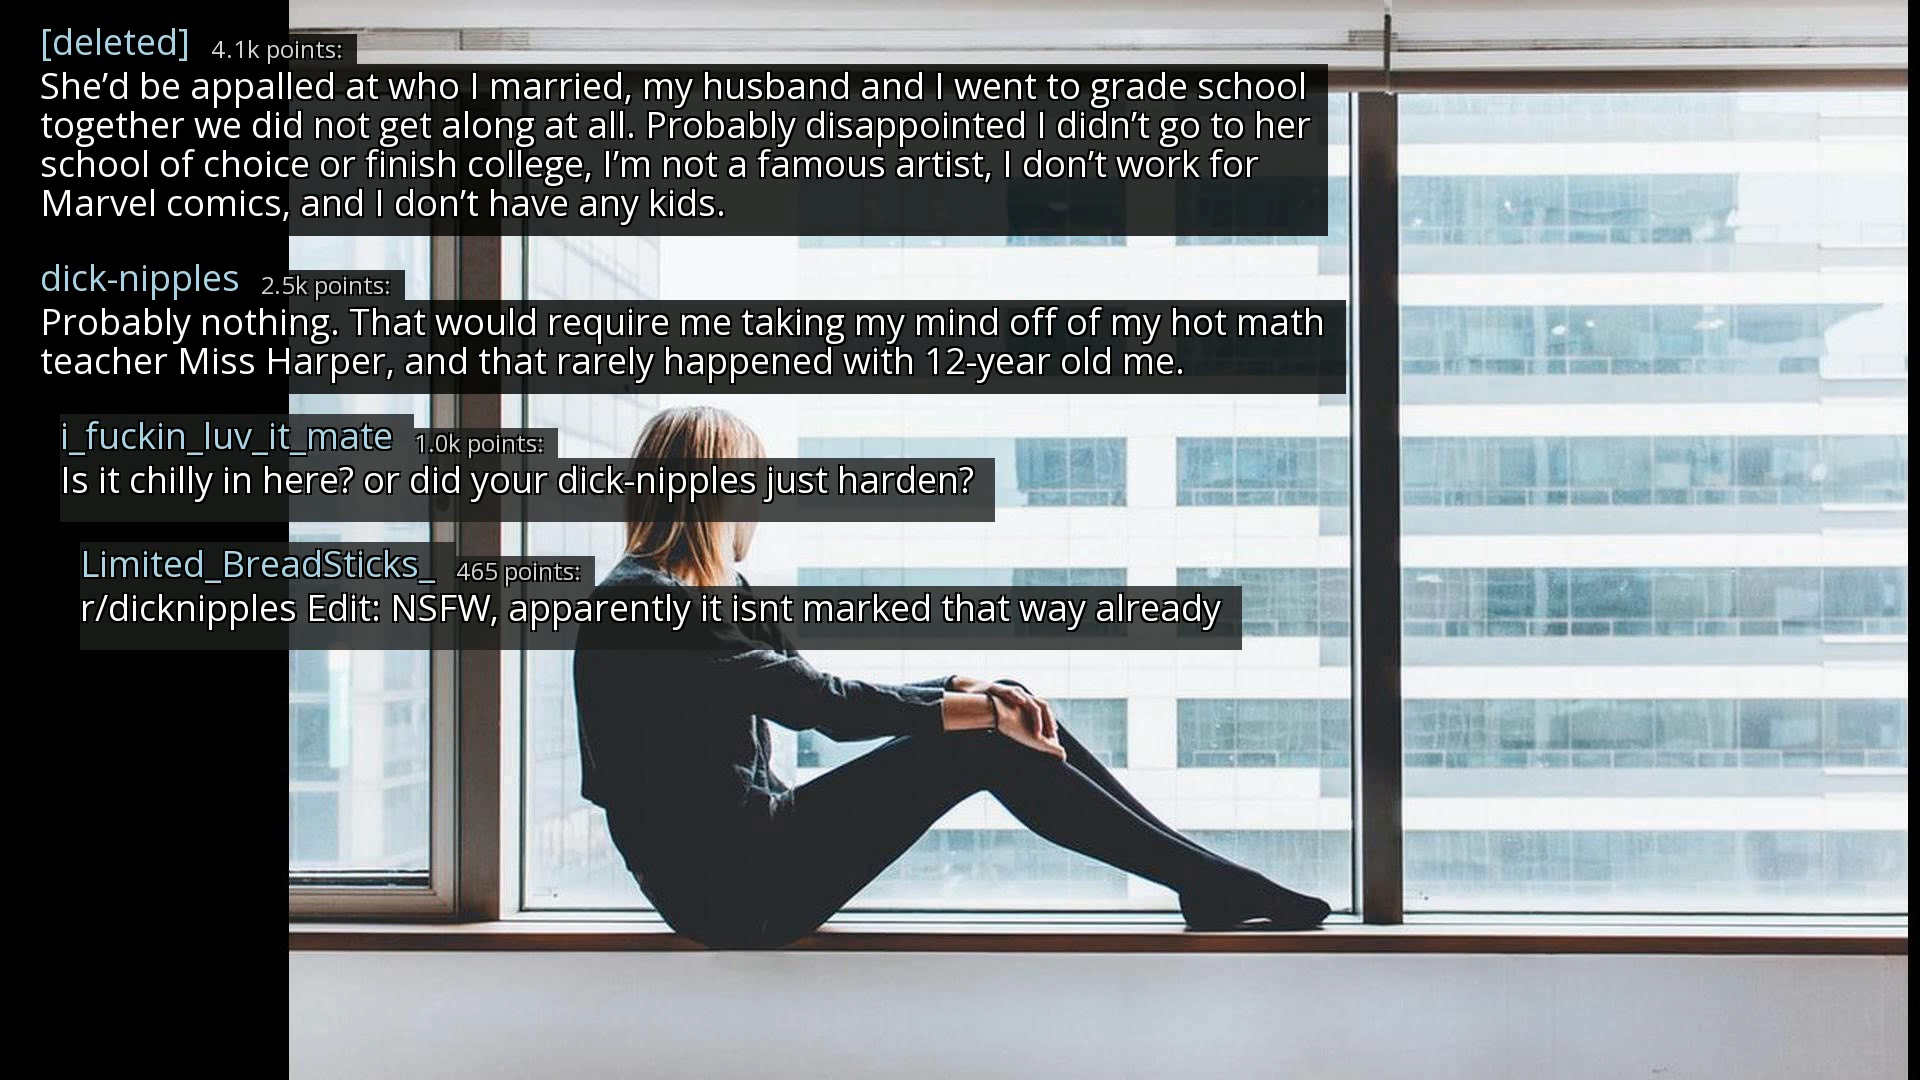 [deleted] 4.1k points:
She’d be appalled at who I married, my husband and I went to grade school
together we did not get along at all. Probably disappointed I didn’t go to her
school of choice or finish college, I’m not a famous artist, I don’t work for
Marvel comics, and I don’t have any kids.
dick-nipples 2.5k points:
Probably nothing. That would require me taking my mind off of my hot math
teacher Miss Harper, and that rarely happened with 12-year old me.
i_fuckin_luv_it_mate 1.0k points:
Is it chilly in here? or did your dick-nipples just harden?
Limited_BreadSticks_ 465 points:
r/dicknipples Edit: NSFW, apparently it isnt marked that way already